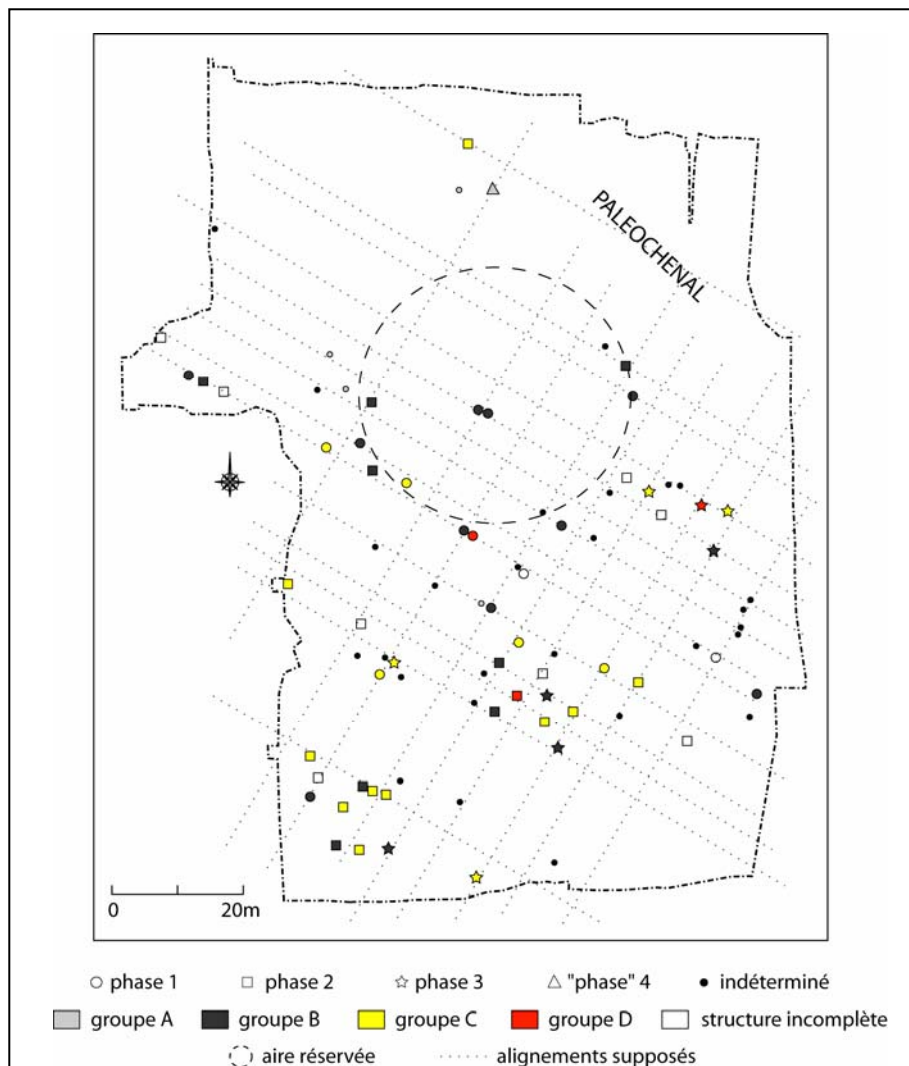 PALEOCHENAL
0 20m
phase 1 phase 2 phase 3 "phase" 4 indéterminé
groupe A groupe B groupe C groupe D structure incomplète
aire réservée alignements supposés